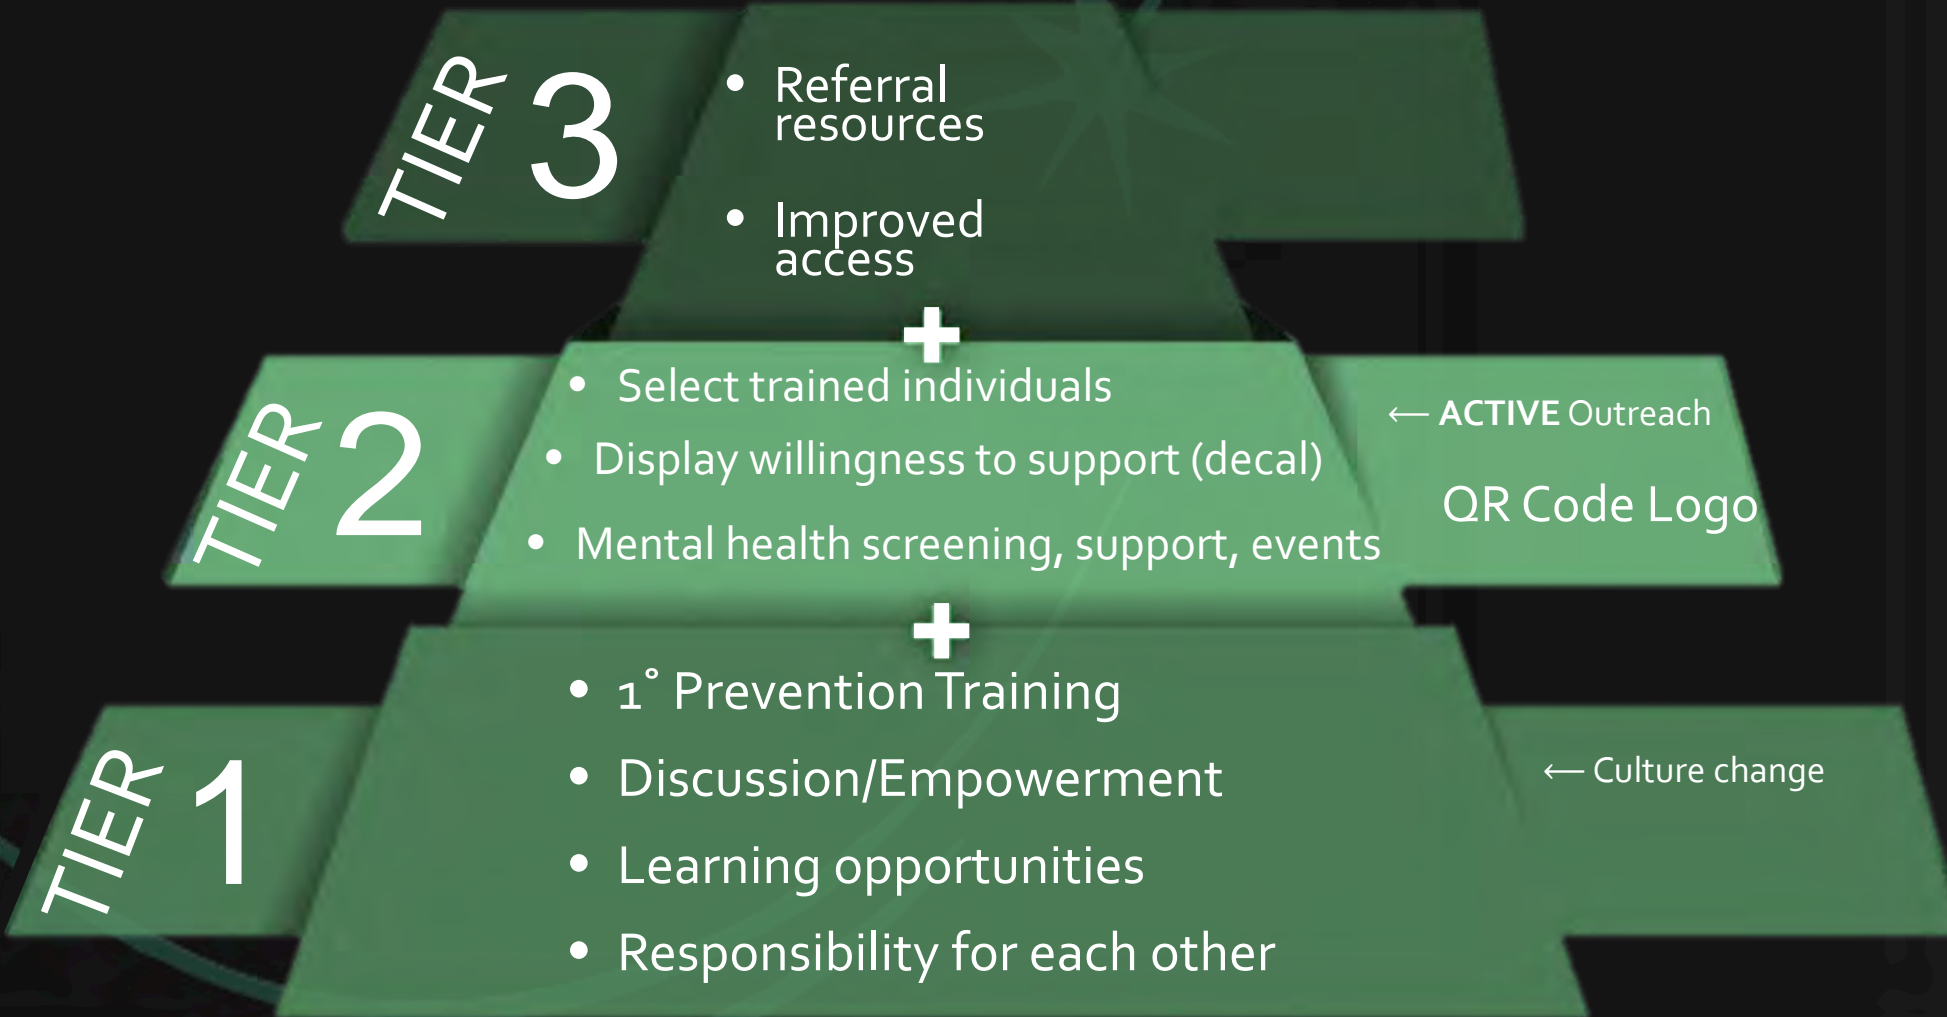 TIER 3
• Referral
resources
• Improved
access
TIER 2
• Select trained individuals
• Display willingness to support (decal)
• Mental health screening, support, events
← ACTIVE Outreach
QR Code Logo
TIER 1
• 1° Prevention Training
• Discussion/Empowerment
• Learning opportunities
• Responsibility for each other
← Culture change